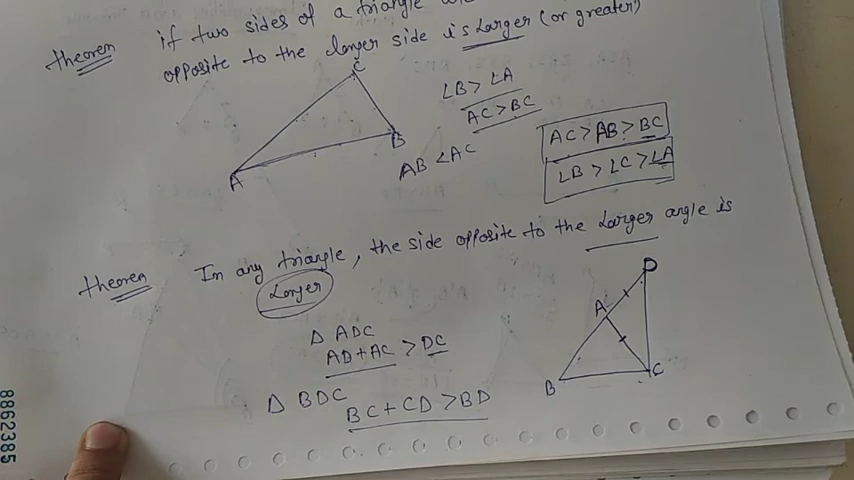 theorem if two sides of a triangle
opposite to the longer side is Larger (or greater)
C
B
A
∠B > ∠A
AC > BC
AB < AC
AC > AB > BC
∠B > ∠C > ∠A
theorem In any triangle, the side opposite to the Larger angle is
Longer
Δ ADC
AD + AC > DC
Δ BDC
BC + CD > BD
D
A
B
C
8862385